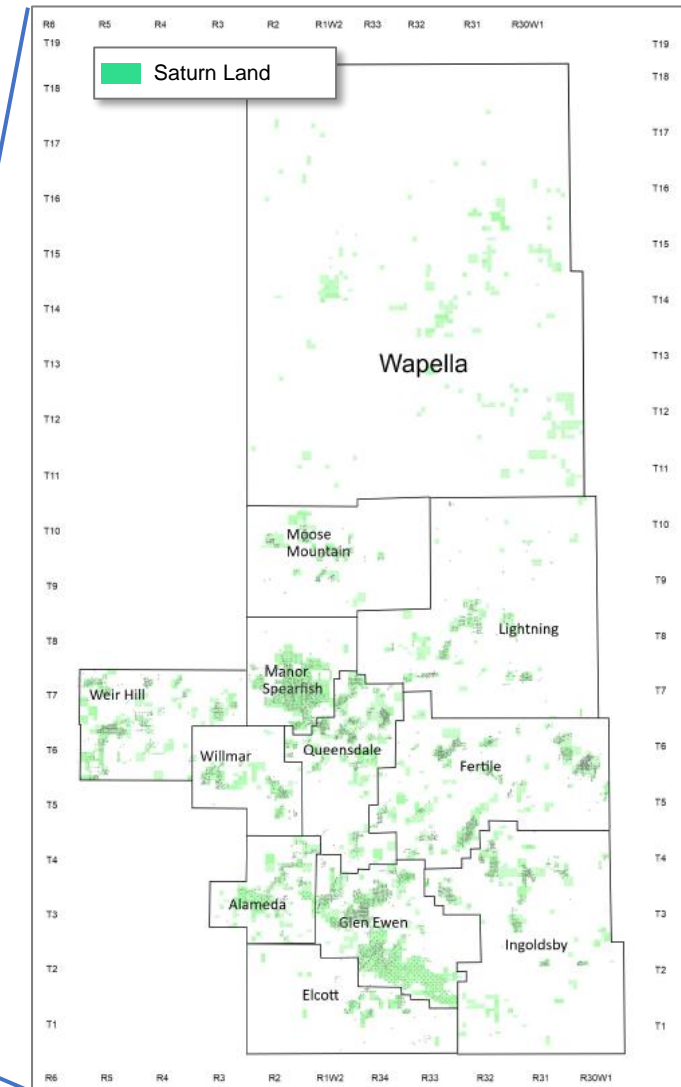 R6 R5 R4 R3 R2 R1W2 R33 R32 R31 R30W1
T19 T19
Saturn Land
T18 T18
T17 T17
T16 T16
T15 T15
T14 T14
T13 T13
Wapella
T12 T12
T11 T11
T10 T10
Moose
Mountain
T9 T9
Lightning
T8 T8
Manor
Spearfish
Weir Hill
T7 T7
Queensdale
Willmar
T6 T6
Fertile
T5 T5
T4 T4
Alameda
T3 T3
Glen Ewen
Ingoldsby
T2 T2
Elcott
T1 T1
R6 R5 R4 R3 R2 R1W2 R34 R33 R32 R31 R30W1